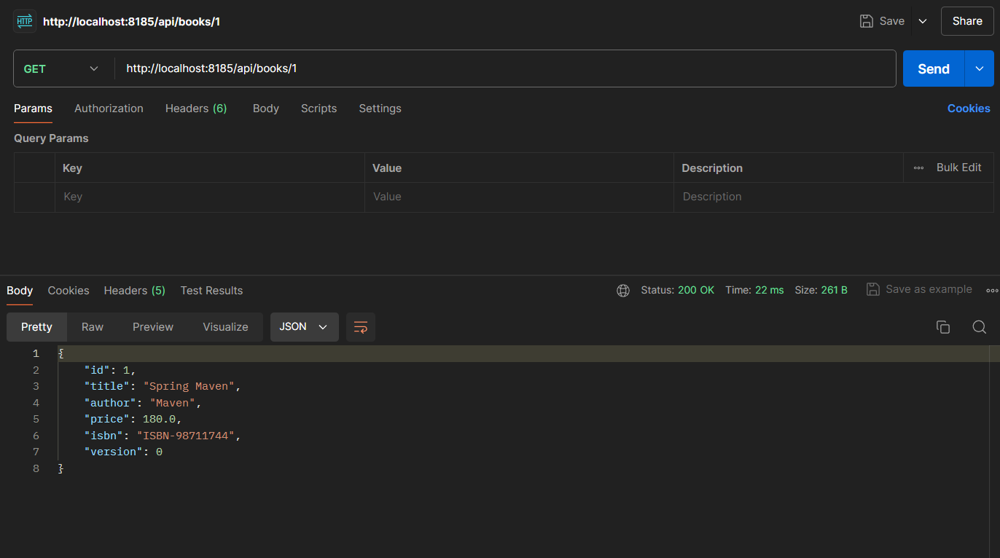 HTTP http://localhost:8185/api/books/1 Save Share
GET http://localhost:8185/api/books/1 Send
Params Authorization Headers (6) Body Scripts Settings Cookies
Query Params
Key Value Description Bulk Edit
Key Value Description
Body Cookies Headers (5) Test Results Status: 200 OK Time: 22 ms Size: 261 B Save as example
Pretty Raw Preview Visualize JSON
1 {
2 "id": 1,
3 "title": "Spring Maven",
4 "author": "Maven",
5 "price": 180.0,
6 "isbn": "ISBN-98711744",
7 "version": 0
8 }